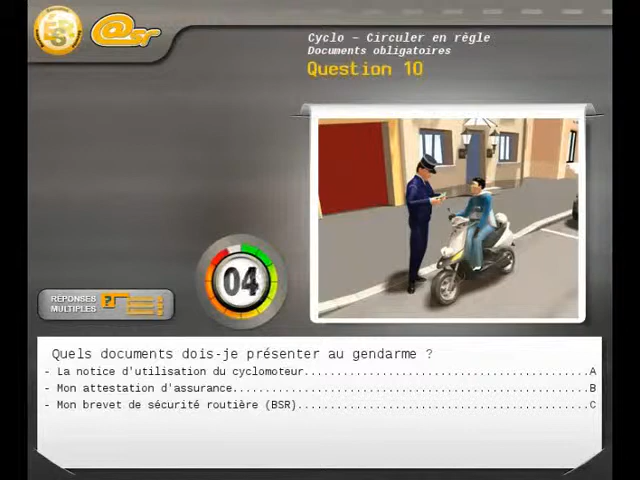 @sr
Cyclo – Circuler en règle
Documents obligatoires
Question 10
04
RÉPONSES
MULTIPLES
?
Quels documents dois-je présenter au gendarme ?
- La notice d'utilisation du cyclomoteur............................................A
- Mon attestation d'assurance.......................................................B
- Mon brevet de sécurité routière (BSR).............................................C